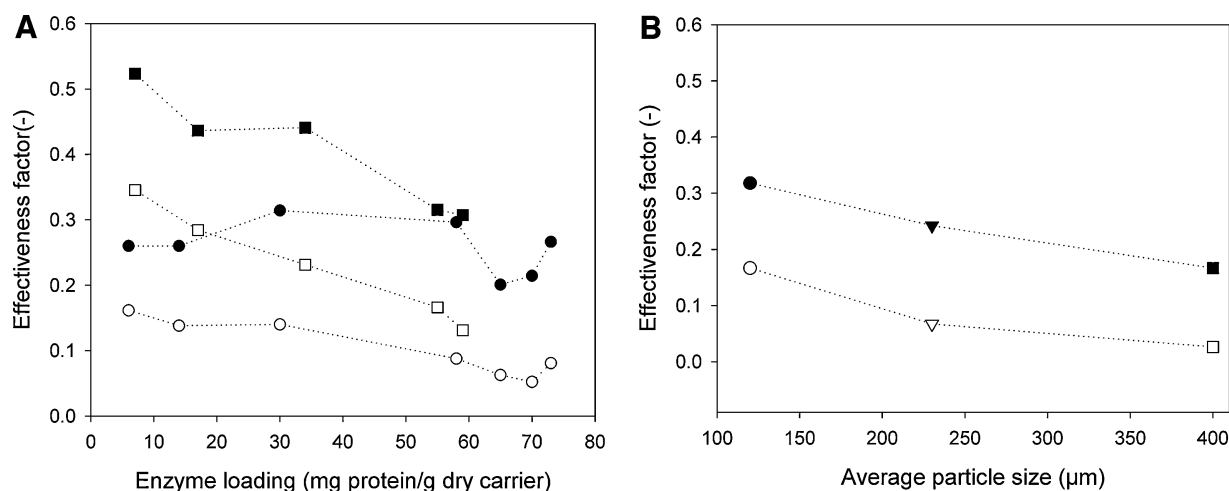 A
0.6
0.5
0.4
0.3
0.2
0.1
0.0
Effectiveness factor(-)
0 10 20 30 40 50 60 70 80
Enzyme loading (mg protein/g dry carrier)
B
0.6
0.5
0.4
0.3
0.2
0.1
0.0
Effectiveness factor (-)
100 150 200 250 300 350 400
Average particle size (µm)